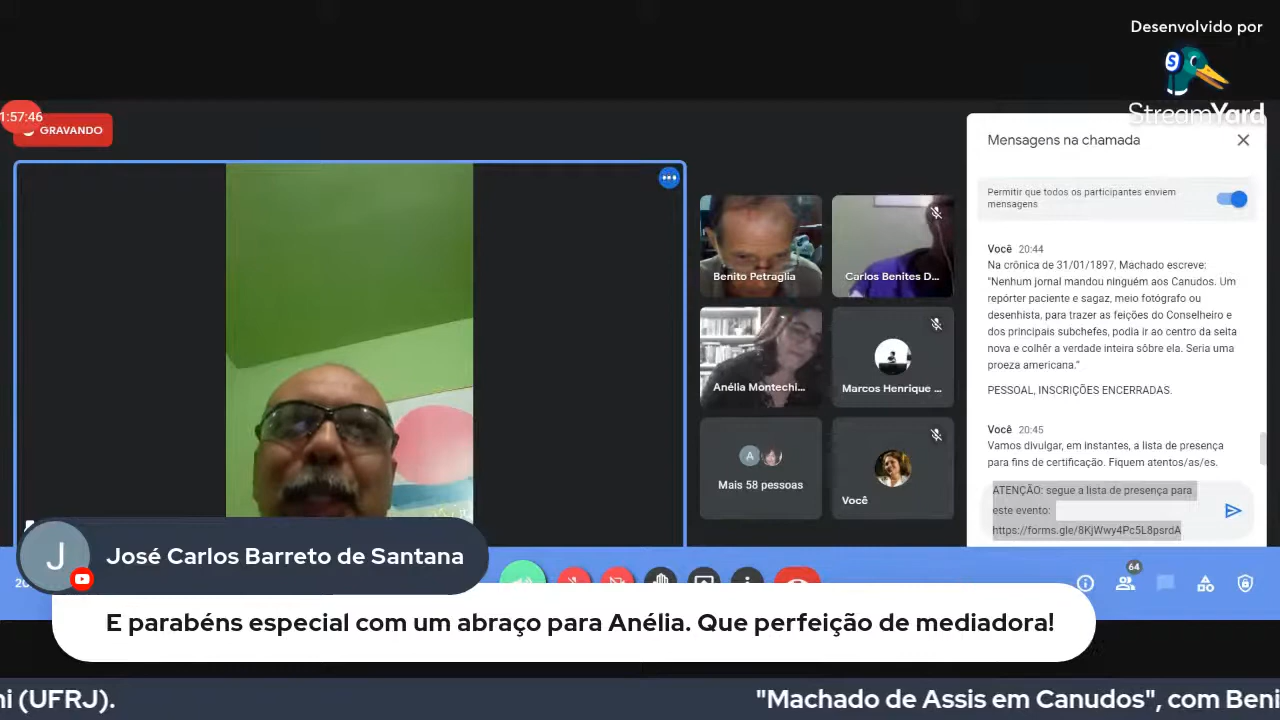 Desenvolvido por
StreamYard
1:57:46
GRAVANDO
Mensagens na chamada
Permitir que todos os participantes enviem
mensagens
Você 20:44
Na crônica de 31/01/1897, Machado escreve:
"Nenhum jornal mandou ninguém aos Canudos. Um
repórter paciente e sagaz, meio fotógrafo ou
desenhista, para trazer as feições do Conselheiro e
dos principais subchefes, podia ir ao centro da seita
nova e colhêr a verdade inteira sôbre ela. Seria uma
proeza americana."
PESSOAL, INSCRIÇÕES ENCERRADAS.
Você 20:45
Vamos divulgar, em instantes, a lista de presença
para fins de certificação. Fiquem atentos/as/es.
ATENÇÃO: segue a lista de presença para
este evento:
https://forms.gle/8KjWwy4Pc5L8psrdA
Benito Petraglia
Carlos Benites D...
Anélia Montechi...
Marcos Henrique ...
A
Mais 58 pessoas
Você
64
J
José Carlos Barreto de Santana
E parabéns especial com um abraço para Anélia. Que perfeição de mediadora!
ni (UFRJ). "Machado de Assis em Canudos", com Beni